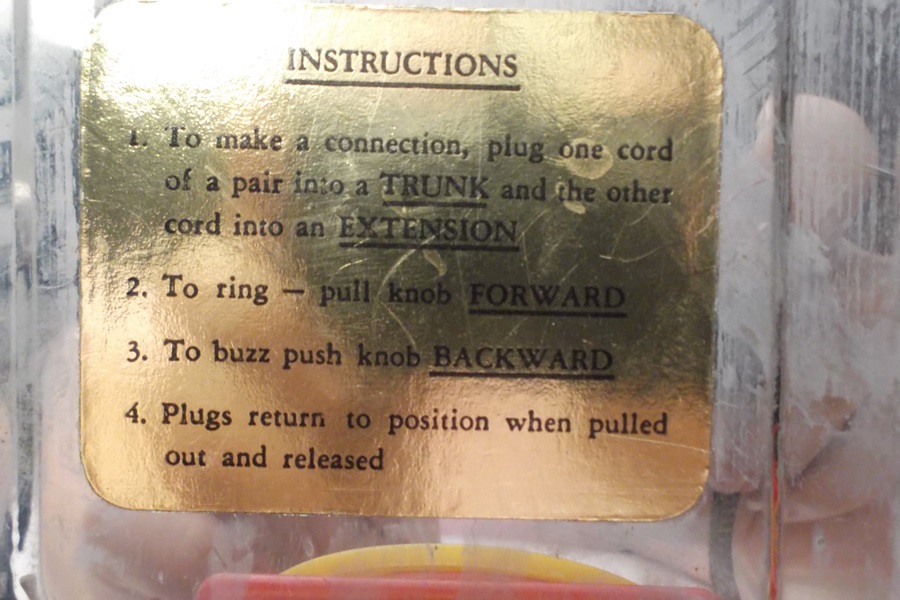 INSTRUCTIONS
1. To make a connection, plug one cord
of a pair into a TRUNK and the other
cord into an EXTENSION
2. To ring — pull knob FORWARD
3. To buzz push knob BACKWARD
4. Plugs return to position when pulled
out and released